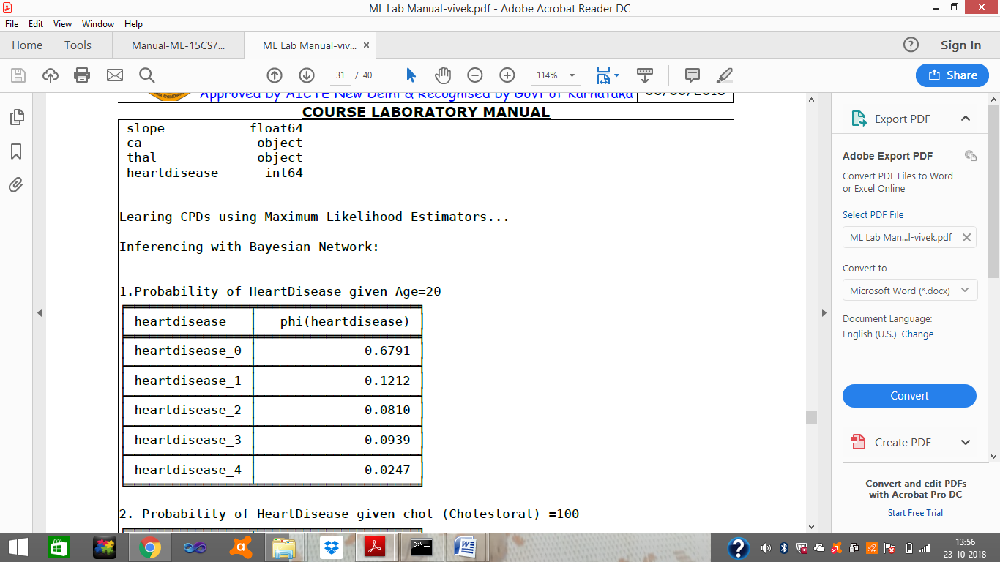 ML Lab Manual-vivek.pdf - Adobe Acrobat Reader DC
File Edit View Window Help
Home Tools Manual-ML-15CS7... ML Lab Manual-viv... × ? Sign In
31 / 40 114% Share
Approved by AICTE New Delhi & Recognised by Govt of Karnataka
COURSE LABORATORY MANUAL
slope float64
ca object
thal object
heartdisease int64
Learing CPDs using Maximum Likelihood Estimators...
Inferencing with Bayesian Network:
1.Probability of HeartDisease given Age=20
heartdisease phi(heartdisease)
heartdisease_0 0.6791
heartdisease_1 0.1212
heartdisease_2 0.0810
heartdisease_3 0.0939
heartdisease_4 0.0247
2. Probability of HeartDisease given chol (Cholestoral) =100
Export PDF
Adobe Export PDF
Convert PDF Files to Word
or Excel Online
Select PDF File
ML Lab Man...l-vivek.pdf
Convert to
Microsoft Word (*.docx)
Document Language:
English (U.S.) Change
Convert
Create PDF
Convert and edit PDFs
with Acrobat Pro DC
Start Free Trial
13:56
23-10-2018